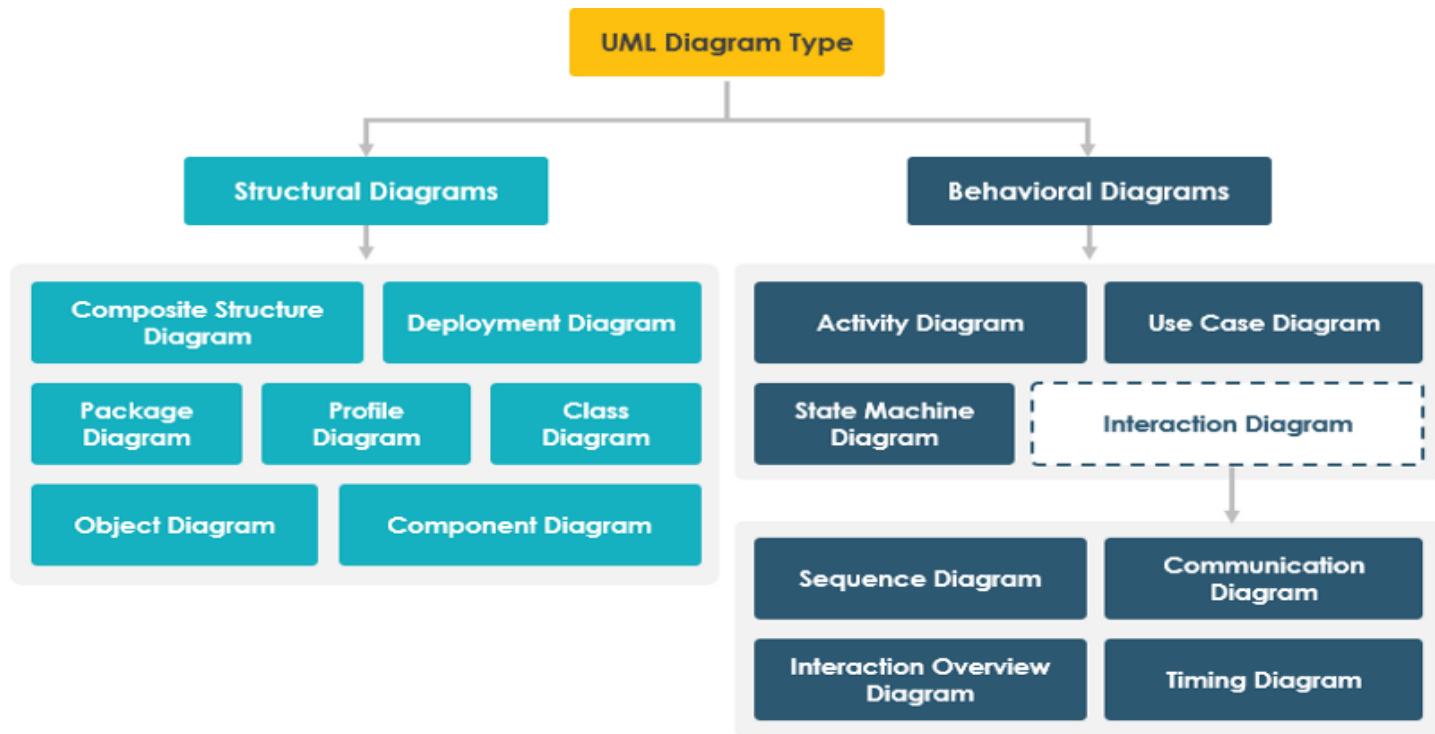 UML Diagram Type
Structural Diagrams
Behavioral Diagrams
Composite Structure
Diagram
Deployment Diagram
Package
Diagram
Profile
Diagram
Class
Diagram
Object Diagram
Component Diagram
Activity Diagram
Use Case Diagram
State Machine
Diagram
Interaction Diagram
Sequence Diagram
Communication
Diagram
Interaction Overview
Diagram
Timing Diagram